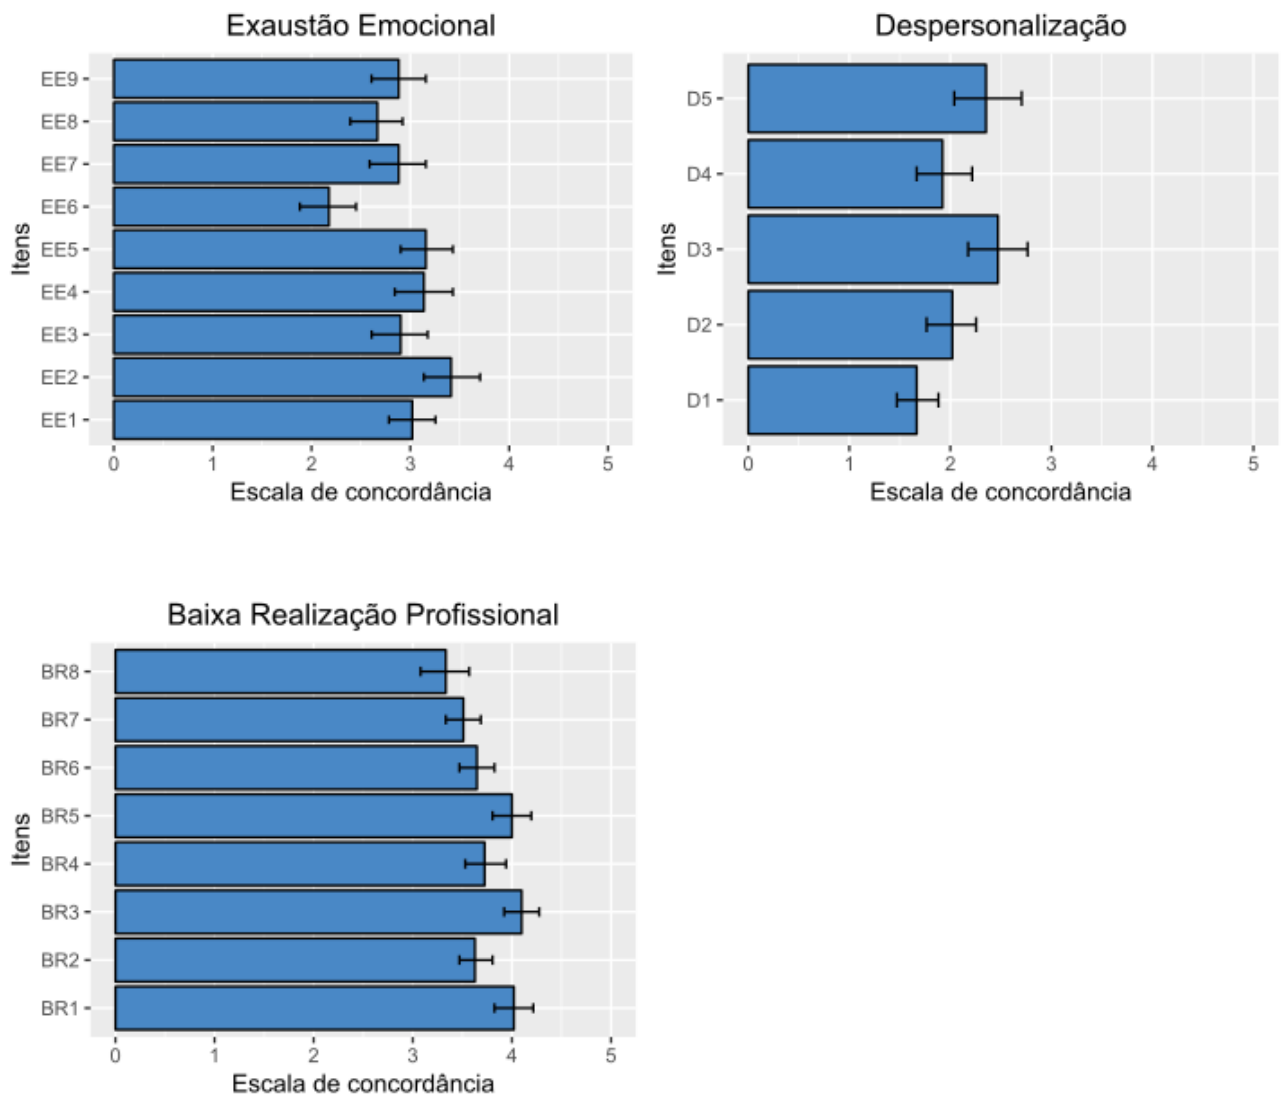 Exaustão Emocional
Itens
EE9
EE8
EE7
EE6
EE5
EE4
EE3
EE2
EE1
0 1 2 3 4 5
Escala de concordância
Despersonalização
Itens
D5
D4
D3
D2
D1
0 1 2 3 4 5
Escala de concordância
Baixa Realização Profissional
Itens
BR8
BR7
BR6
BR5
BR4
BR3
BR2
BR1
0 1 2 3 4 5
Escala de concordância